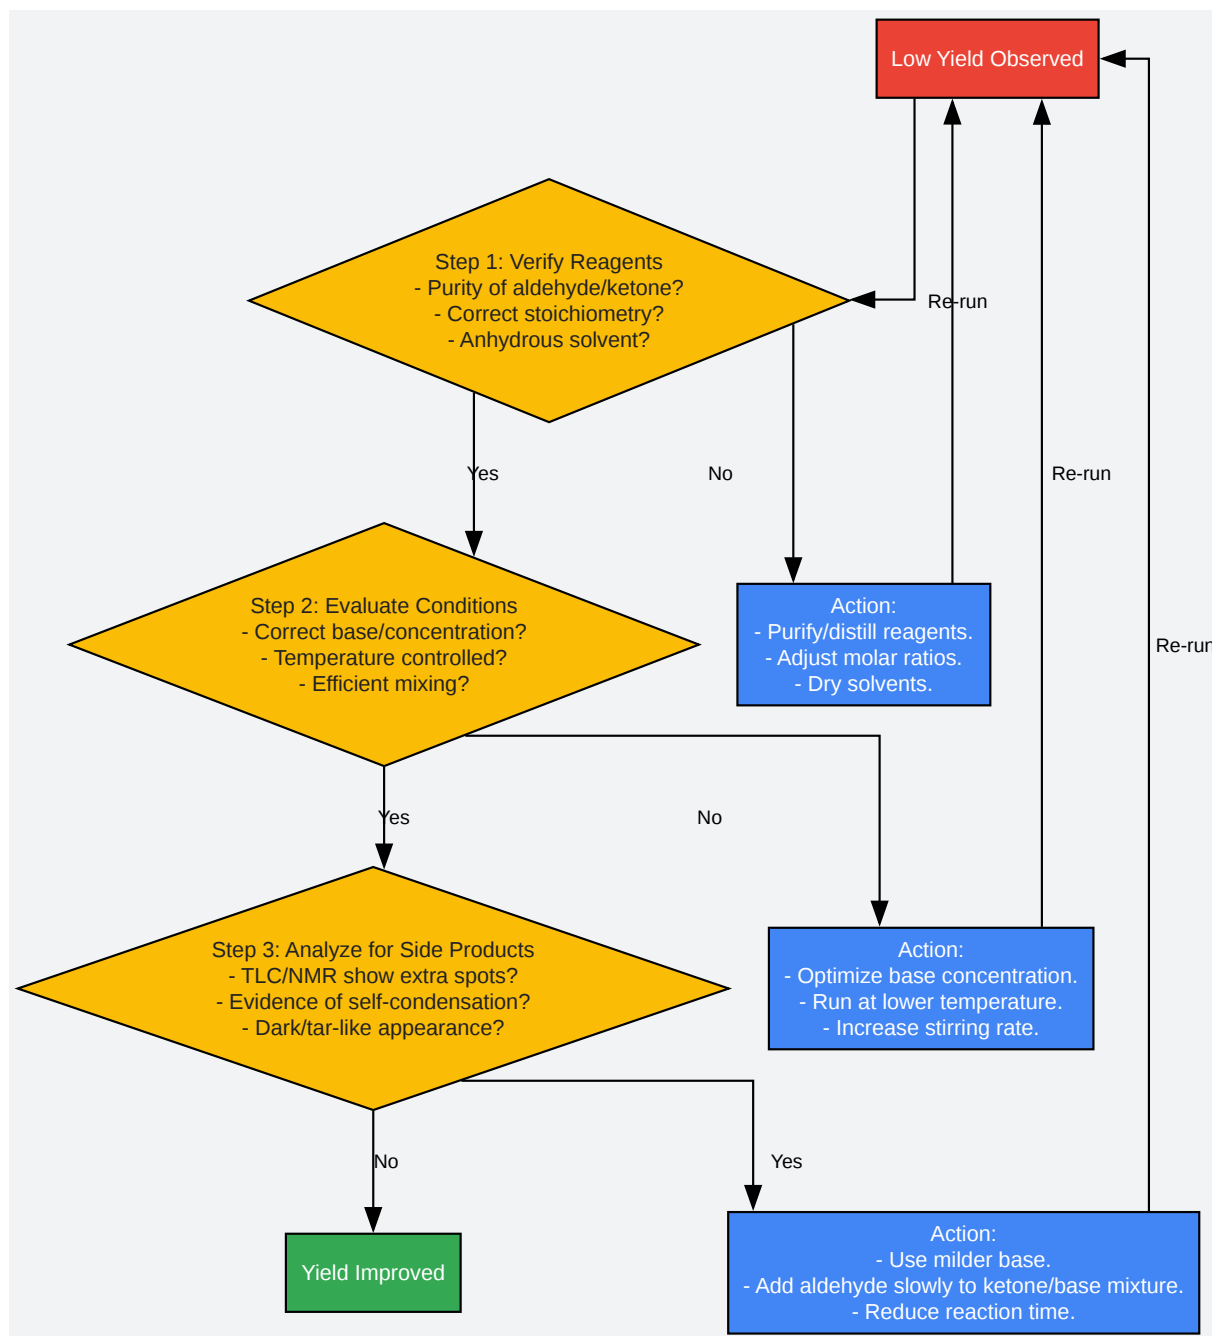 Low Yield Observed
Step 1: Verify Reagents
- Purity of aldehyde/ketone?
- Correct stoichiometry?
- Anhydrous solvent?
Re-run
Yes
No
Re-run
Step 2: Evaluate Conditions
- Correct base/concentration?
- Temperature controlled?
- Efficient mixing?
Action:
- Purify/distill reagents.
- Adjust molar ratios.
- Dry solvents.
Re-run
Yes
No
Step 3: Analyze for Side Products
- TLC/NMR show extra spots?
- Evidence of self-condensation?
- Dark/tar-like appearance?
Action:
- Optimize base concentration.
- Run at lower temperature.
- Increase stirring rate.
No
Yes
Yield Improved
Action:
- Use milder base.
- Add aldehyde slowly to ketone/base mixture.
- Reduce reaction time.